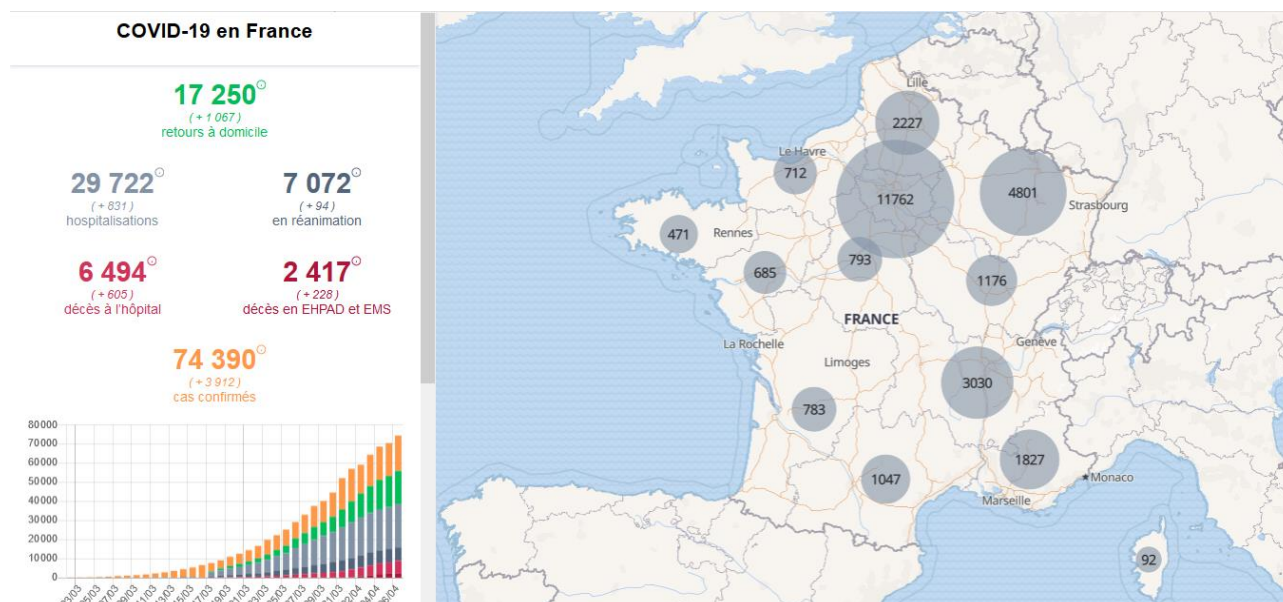 COVID-19 en France
17 250
( + 1 067 )
retours à domicile
29 722
( + 831 )
hospitalisations
7 072
( + 94 )
en réanimation
6 494
( + 605 )
décès à l'hôpital
2 417
( + 228 )
décès en EHPAD et EMS
74 390
( + 3 912 )
cas confirmés
80000
70000
60000
50000
40000
30000
20000
10000
0
Lille
2227
Le Havre
712
11762
4801
Strasbourg
471
Rennes
685
793
1176
FRANCE
La Rochelle
Limoges
Genève
3030
783
1827
1047
Monaco
Marseille
92